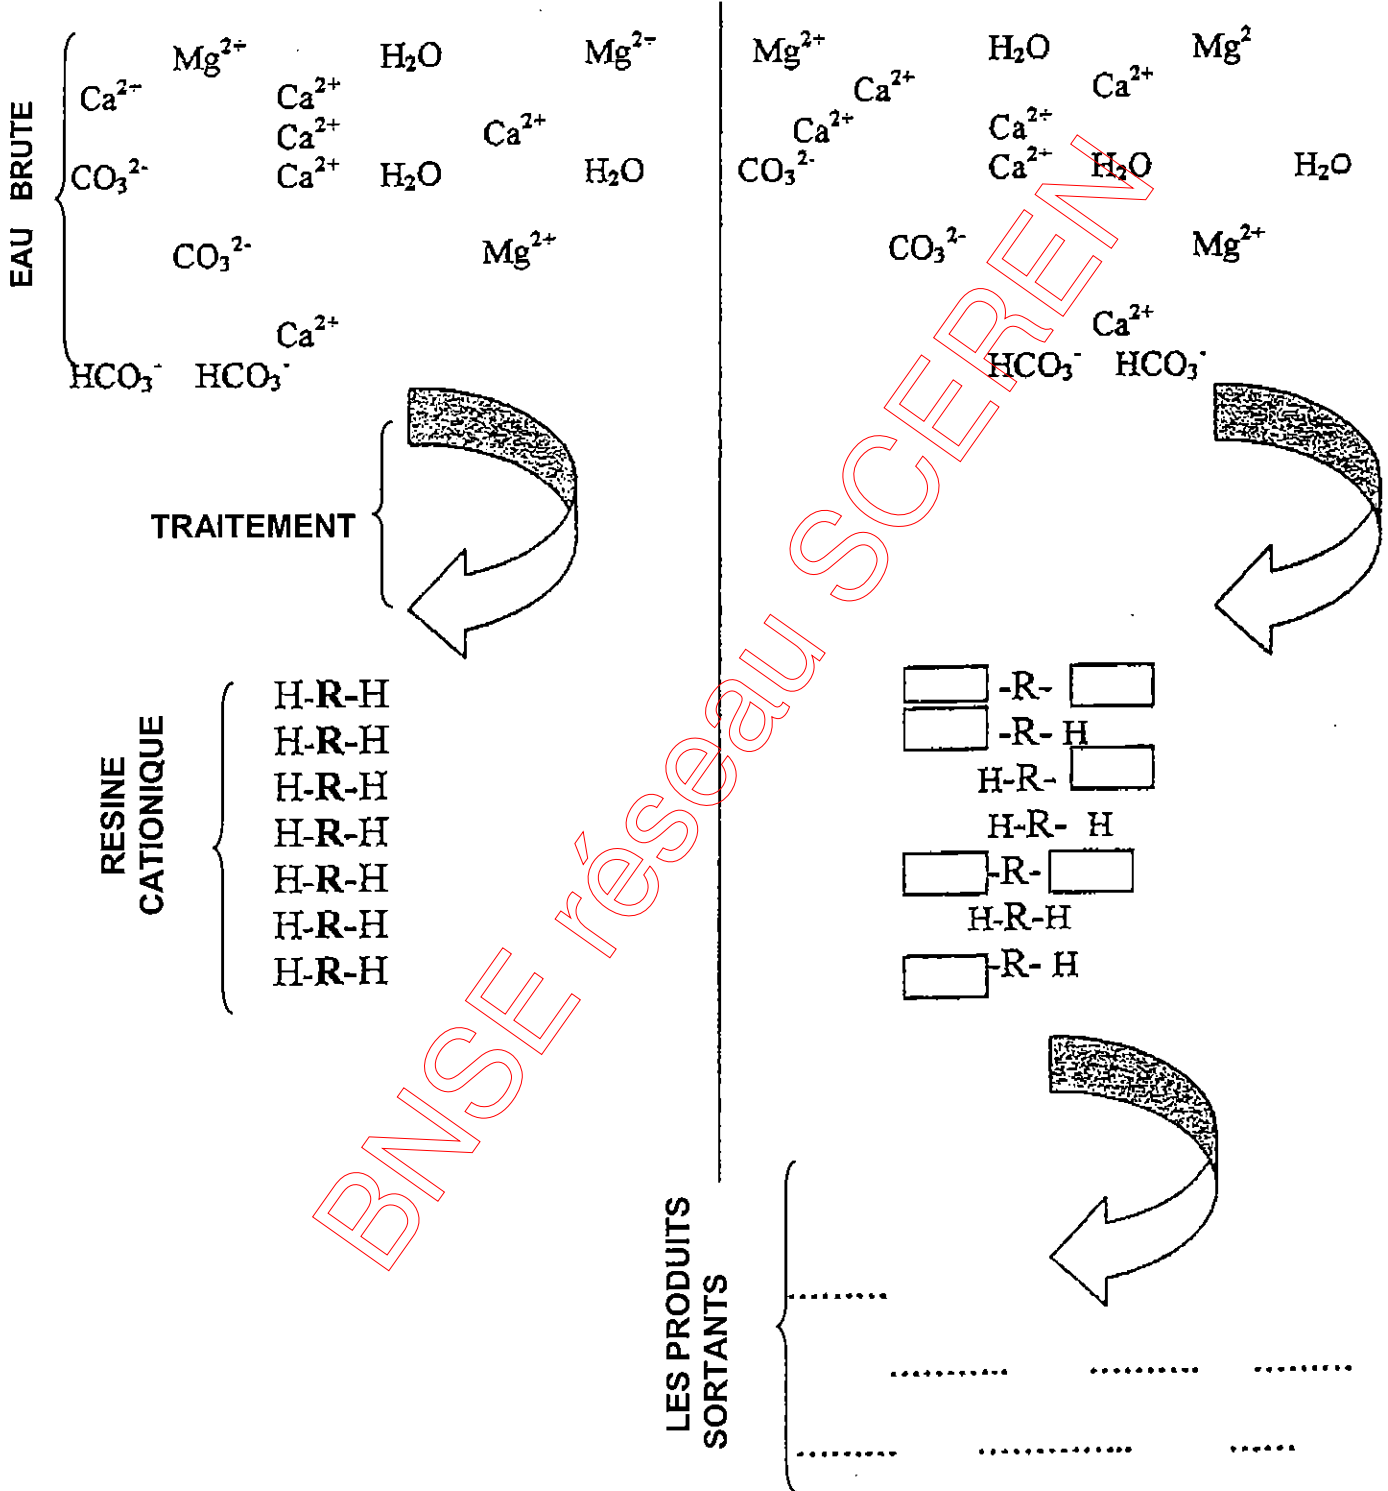 EAU BRUTE
Mg²⁺ H₂O Mg²⁺
Ca²⁺ Ca²⁺
Ca²⁺ Ca²⁺
CO₃²⁻ Ca²⁺ H₂O H₂O
CO₃²⁻ Mg²⁺
Ca²⁺
HCO₃⁻ HCO₃⁻
TRAITEMENT
RESINE
CATIONIQUE
H-R-H
H-R-H
H-R-H
H-R-H
H-R-H
H-R-H
H-R-H
Mg²⁺ H₂O Mg²
Ca²⁺ Ca²⁺
Ca²⁺ Ca²⁺
CO₃²⁻ Ca²⁺ H₂O H₂O
CO₃²⁻ Mg²⁺
Ca²⁺
HCO₃⁻ HCO₃⁻
-R-
-R- H
H-R-
H-R- H
-R-
H-R-H
-R- H
LES PRODUITS
SORTANTS
BNSE réseau SCEREN